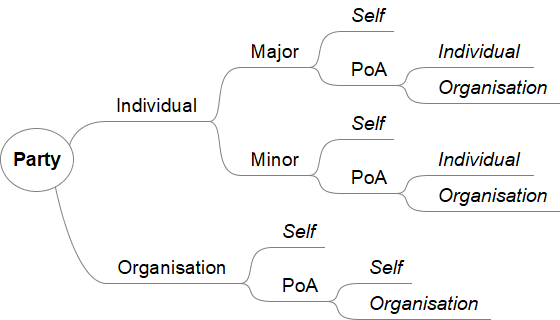 Party
Individual
Major
Self
PoA
Individual
Organisation
Minor
Self
PoA
Individual
Organisation
Organisation
Self
PoA
Self
Organisation